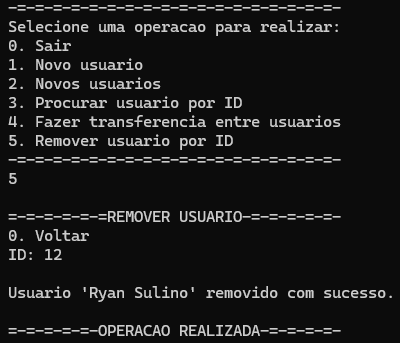 -=-=-=-=-=-=-=-=-=-=-=-=-=-=-=-=-=-=-
Selecione uma operacao para realizar:
0. Sair
1. Novo usuario
2. Novos usuarios
3. Procurar usuario por ID
4. Fazer transferencia entre usuarios
5. Remover usuario por ID
-=-=-=-=-=-=-=-=-=-=-=-=-=-=-=-=-=-=-
5
=-=-=-=-=-=REMOVER USUARIO-=-=-=-=-=-
0. Voltar
ID: 12
Usuario 'Ryan Sulino' removido com sucesso.
=-=-=-=-=-OPERACAO REALIZADA-=-=-=-=-